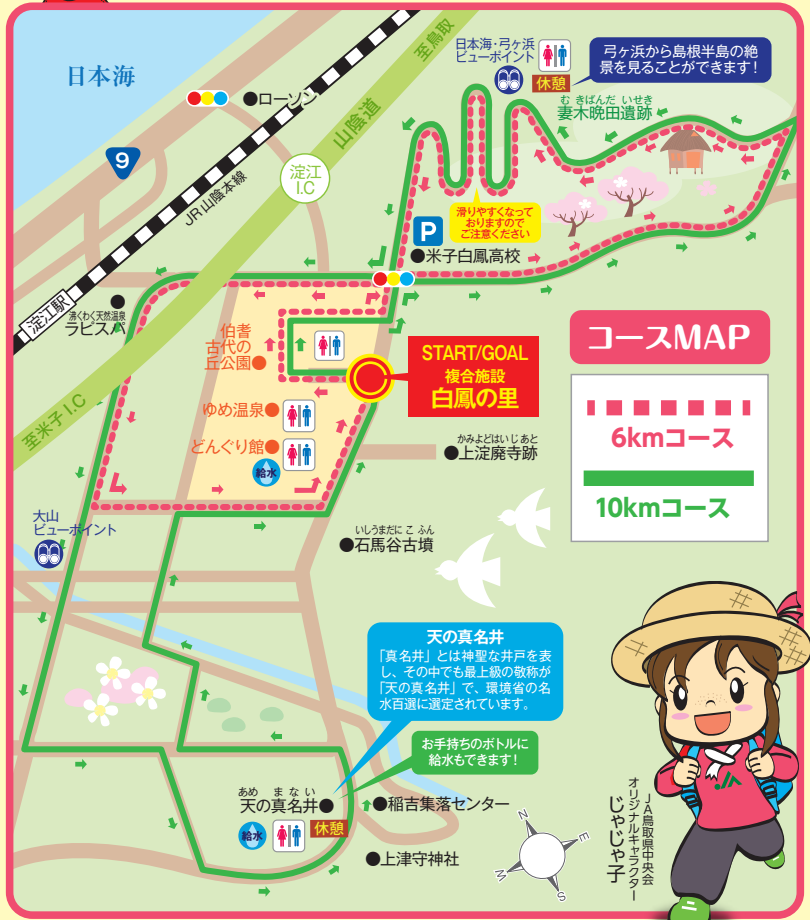 日本海
9
ローソン
JR山陰本線
淀江駅
淀江
I.C
山陰道
至鳥取
至米子I.C
日本海・弓ヶ浜
ビューポイント
休憩
弓ヶ浜から島根半島の絶
景を見ることができます!
む きばんだ いせき
妻木晩田遺跡
滑りやすくなって
おりますので
ご注意ください
P
米子白鳳高校
沸くわく天然温泉
ラピスパ
伯耆
古代の
丘公園
START/GOAL
複合施設
白鳳の里
ゆめ温泉
どんぐり館
給水
かみよどはいじあと
上淀廃寺跡
コースMAP
6kmコース
10kmコース
大山
ビューポイント
いしうまだに こ ふん
石馬谷古墳
天の真名井
「真名井」とは神聖な井戸を表
し、その中でも最上級の敬称が
「天の真名井」で、環境省の名
水百選に選定されています。
お手持ちのボトルに
給水もできます!
あめ ま な い
天の真名井
給水
休憩
稲吉集落センター
上津守神社
N
E
W
S
JA
JA鳥取県中央会
オリジナルキャラクター
じゃじゃ子